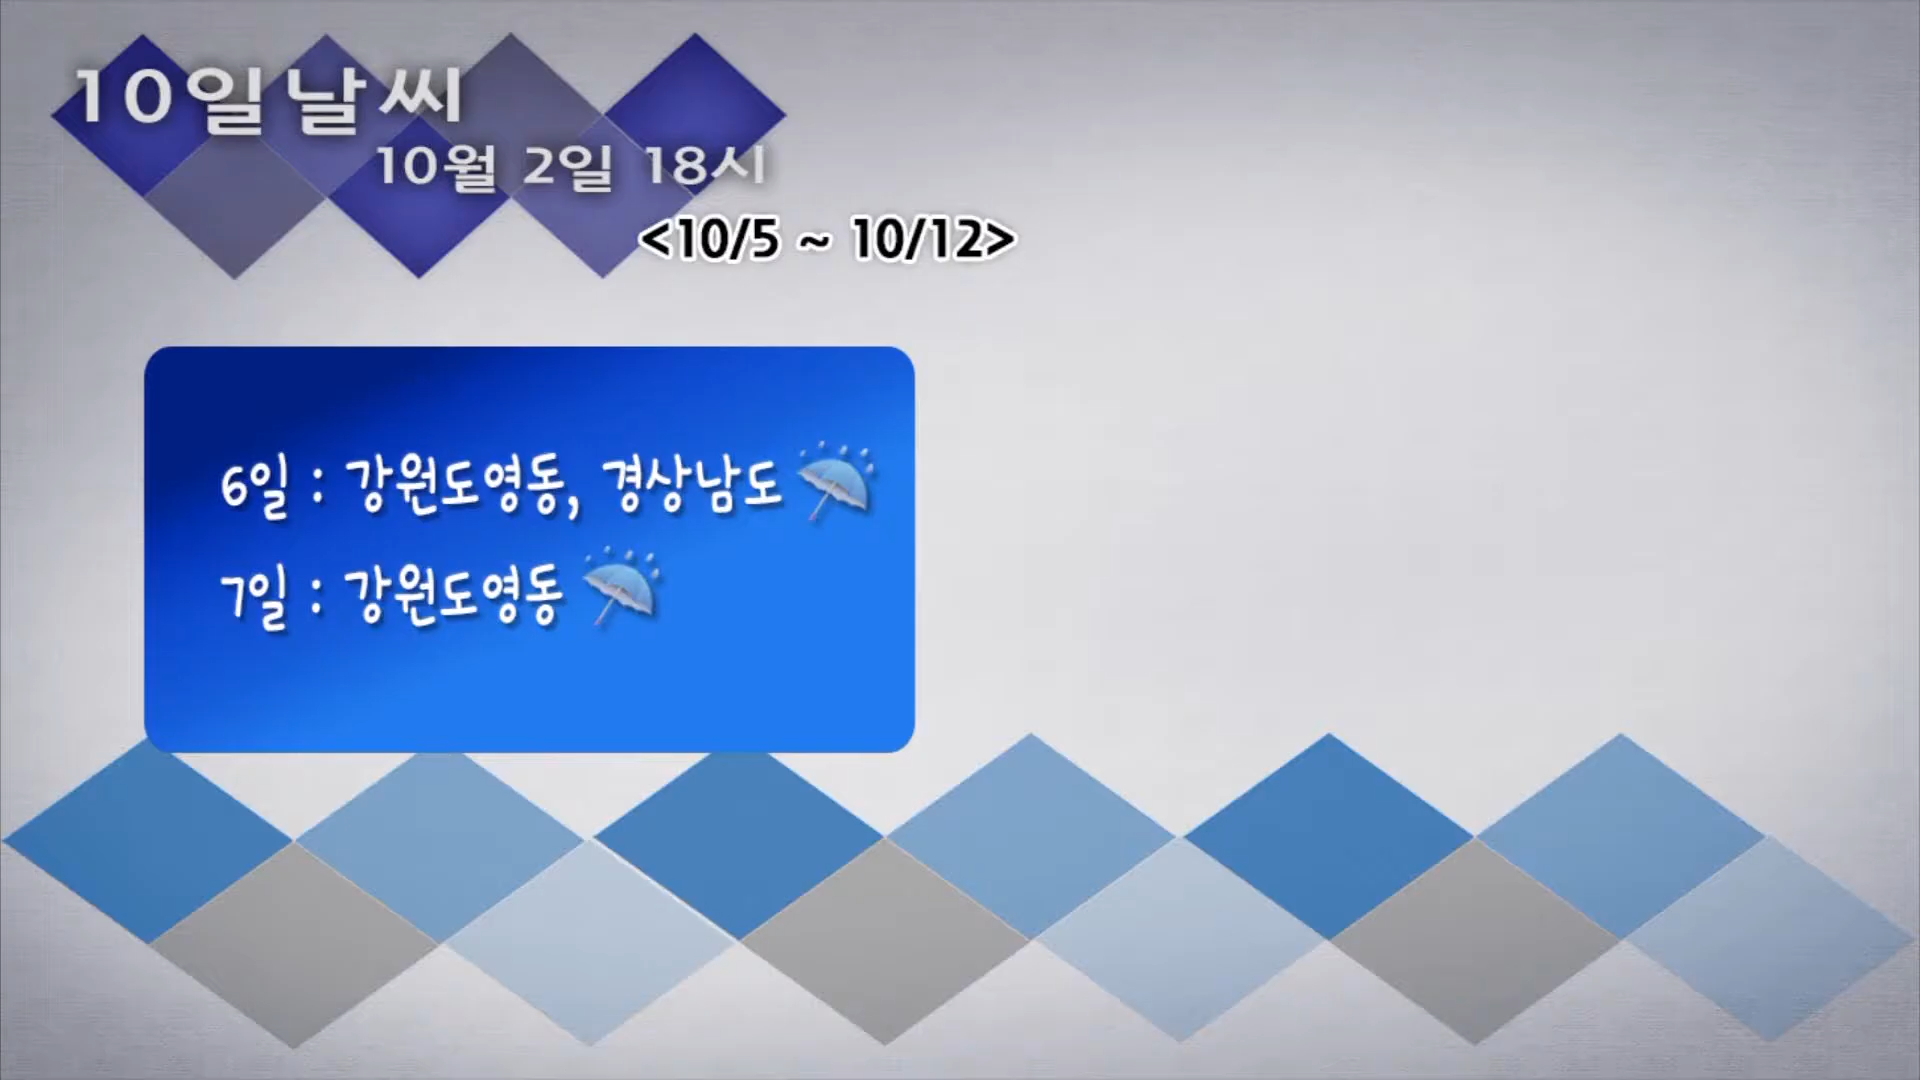 10일날씨
10월 2일 18시
<10/5 ~ 10/12>
6일 : 강원도영동, 경상남도
7일 : 강원도영동